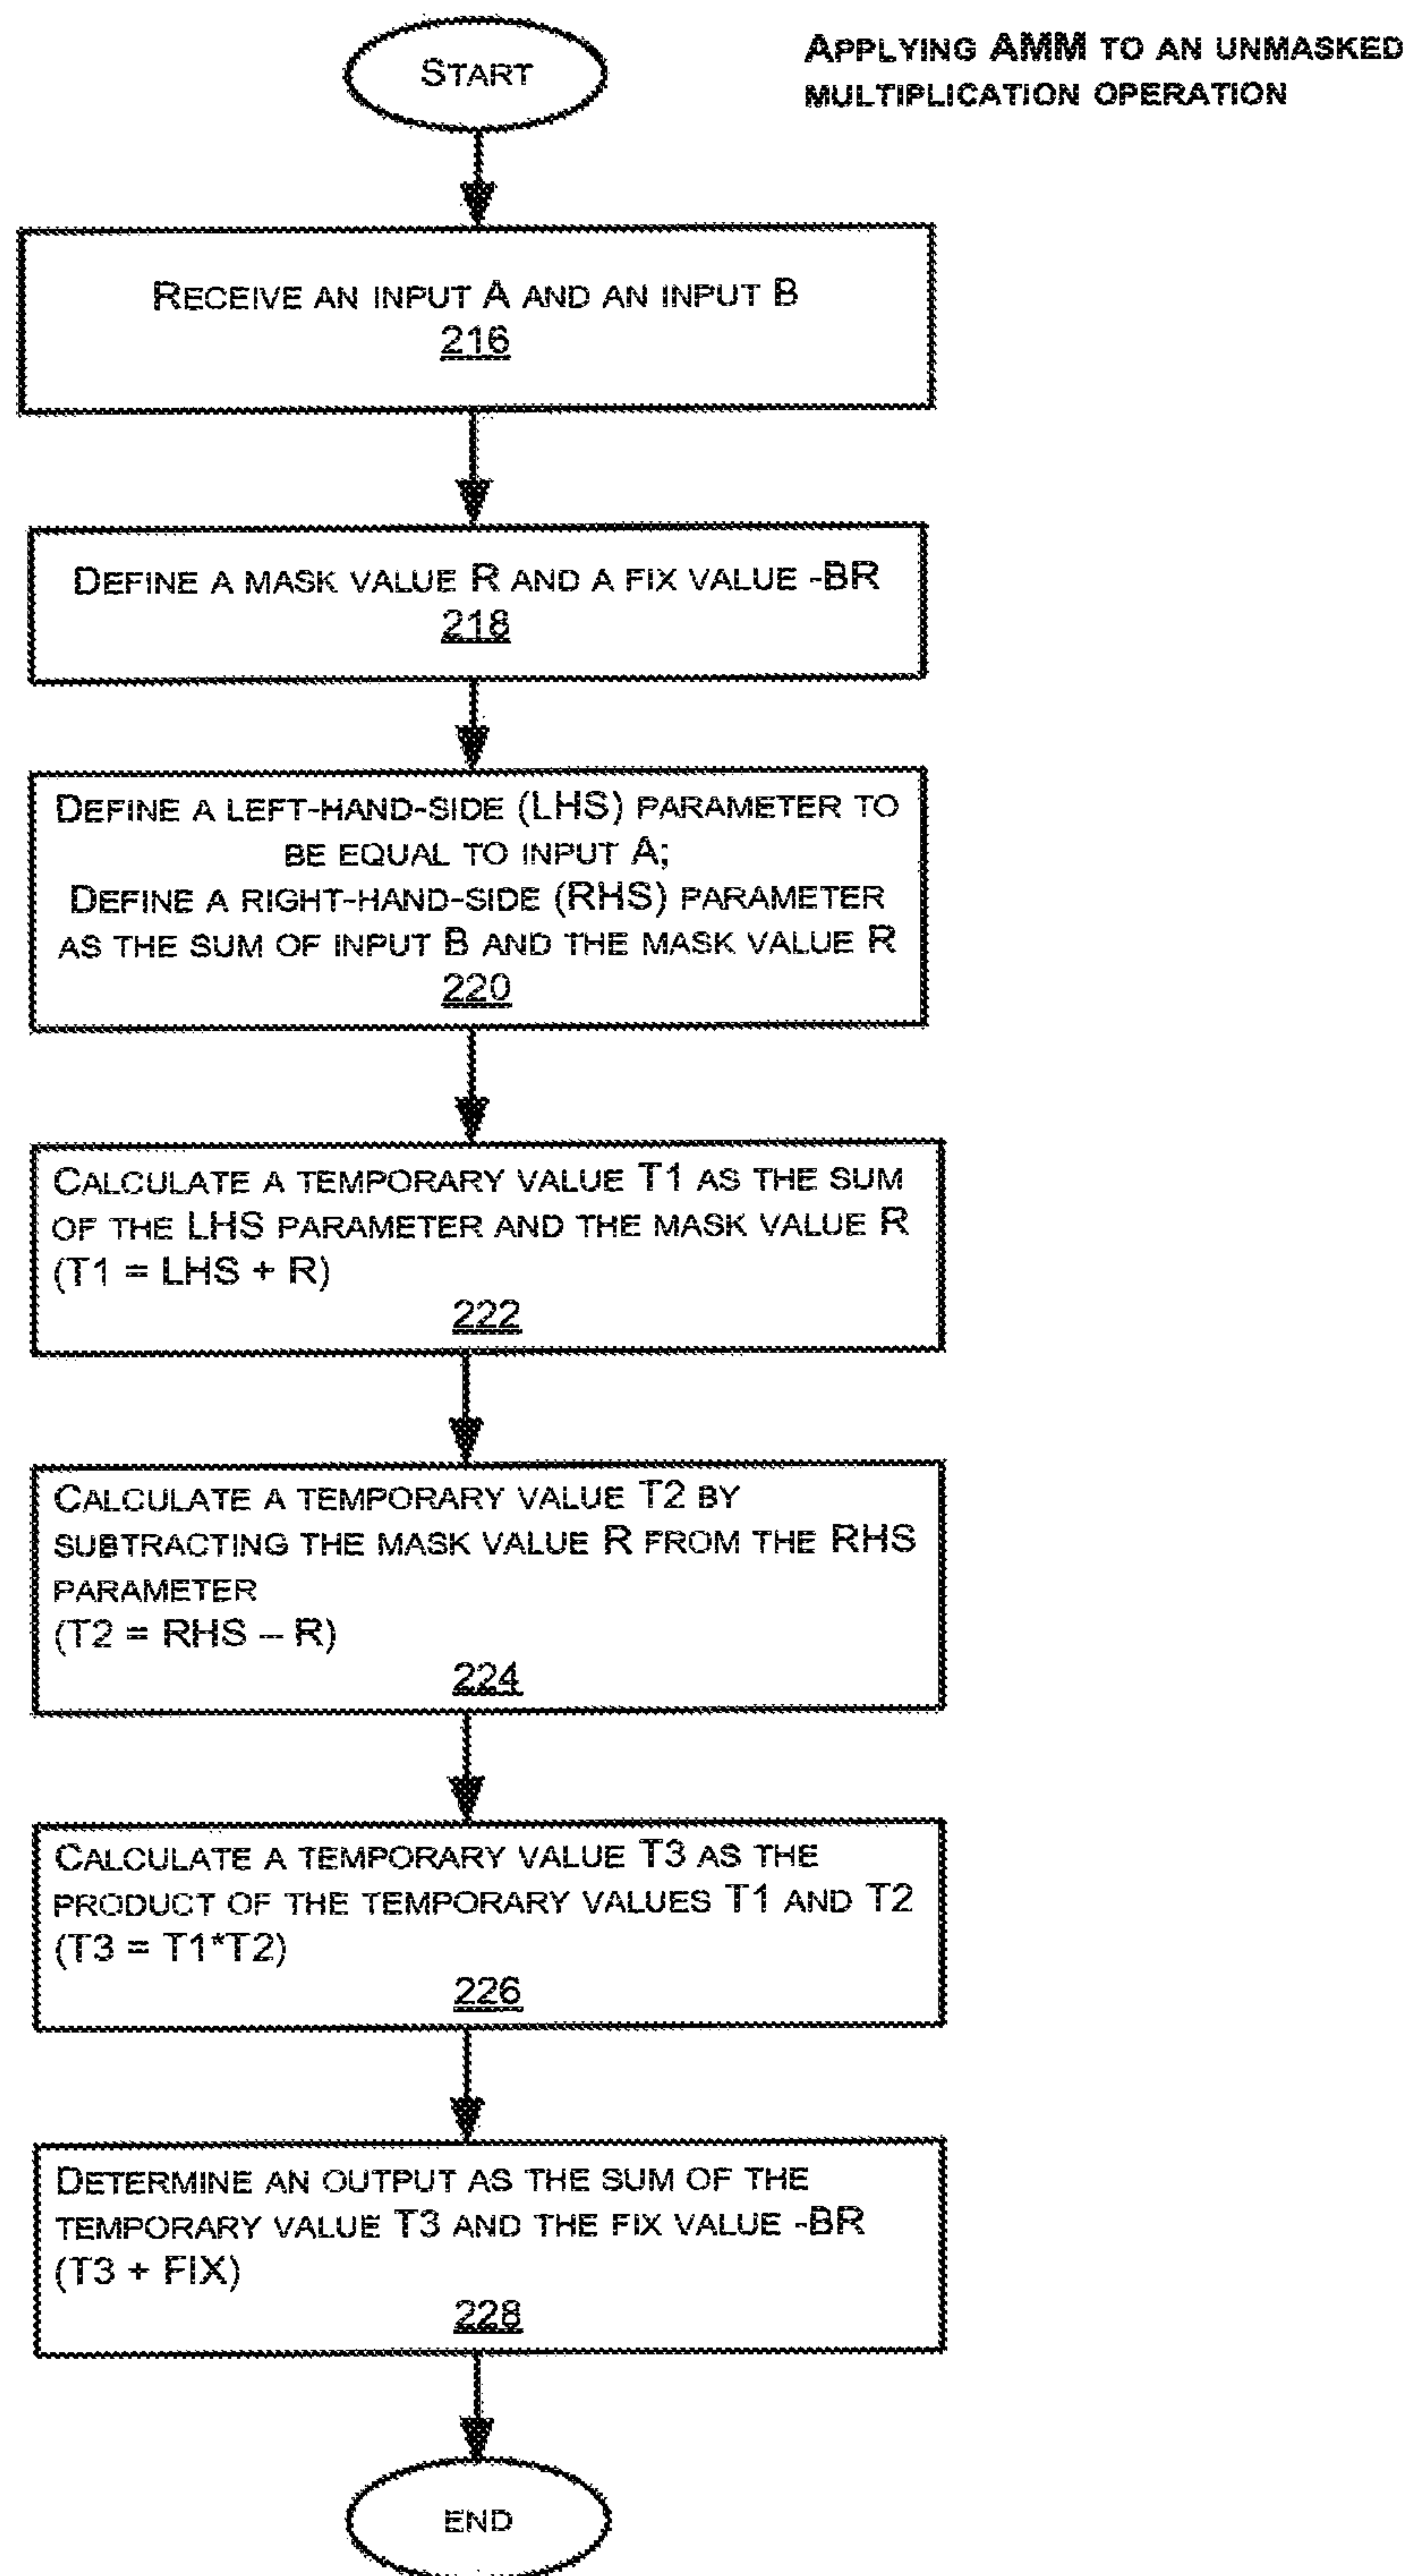 START
APPLYING AMM TO AN UNMASKED
MULTIPLICATION OPERATION
RECEIVE AN INPUT A AND AN INPUT B
216
DEFINE A MASK VALUE R AND A FIX VALUE -BR
218
DEFINE A LEFT-HAND-SIDE (LHS) PARAMETER TO
BE EQUAL TO INPUT A;
DEFINE A RIGHT-HAND-SIDE (RHS) PARAMETER
AS THE SUM OF INPUT B AND THE MASK VALUE R
220
CALCULATE A TEMPORARY VALUE T1 AS THE SUM
OF THE LHS PARAMETER AND THE MASK VALUE R
(T1 = LHS + R)
222
CALCULATE A TEMPORARY VALUE T2 BY
SUBTRACTING THE MASK VALUE R FROM THE RHS
PARAMETER
(T2 = RHS – R)
224
CALCULATE A TEMPORARY VALUE T3 AS THE
PRODUCT OF THE TEMPORARY VALUES T1 AND T2
(T3 = T1*T2)
226
DETERMINE AN OUTPUT AS THE SUM OF THE
TEMPORARY VALUE T3 AND THE FIX VALUE -BR
(T3 + FIX)
228
END